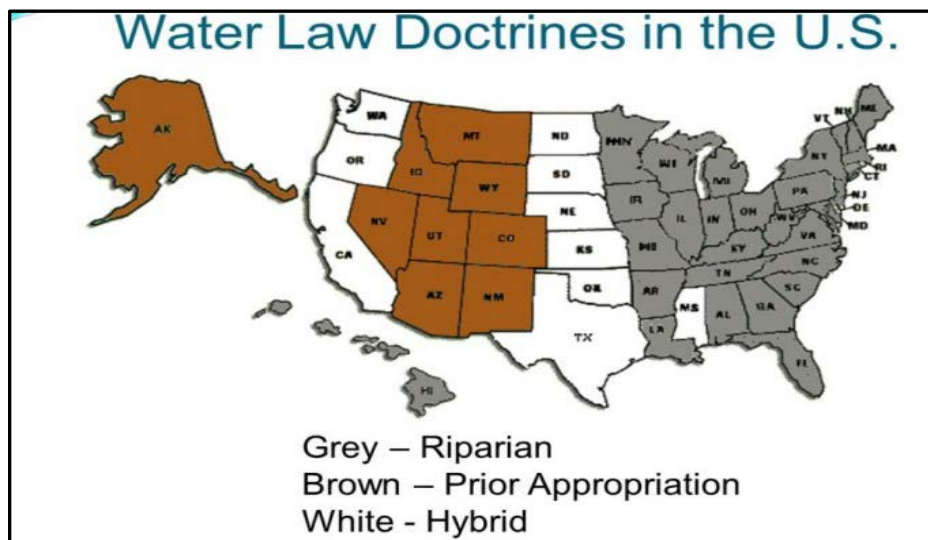 Water Law Doctrines in the U.S.
AK
WA
OR
CA
NV
ID
MT
WY
UT
CO
AZ
NM
ND
SD
NE
KS
OK
TX
MN
WI
MI
IL
IN
OH
KY
TN
AR
LA
MS
AL
GA
FL
SC
NC
VA
WV
PA
NY
VT
NH
ME
MA
RI
CT
NJ
DE
MD
HI
Grey – Riparian
Brown – Prior Appropriation
White - Hybrid